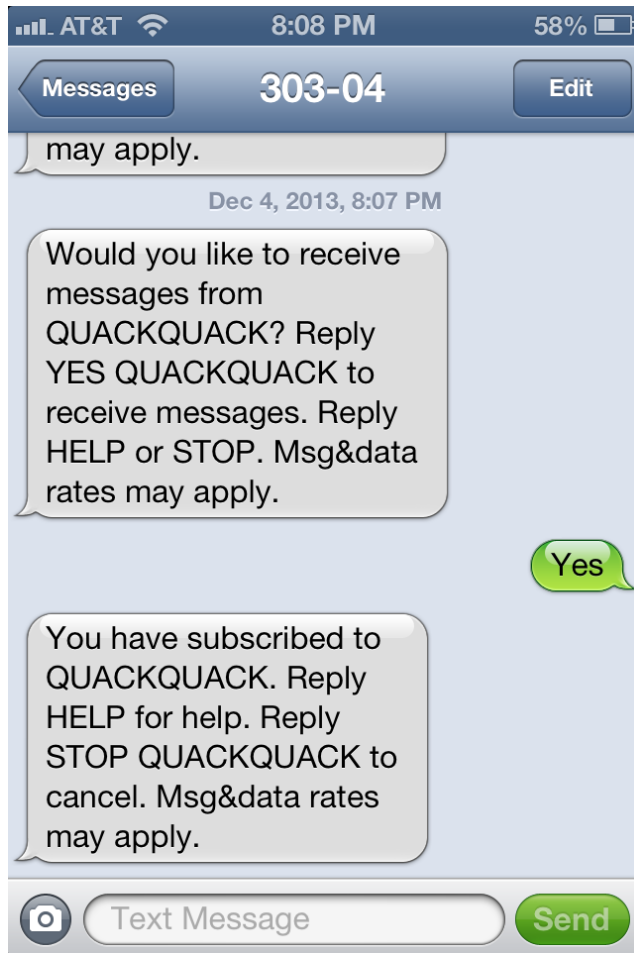 AT&T 8:08 PM 58%
Messages 303-04 Edit
may apply.
Dec 4, 2013, 8:07 PM
Would you like to receive
messages from
QUACKQUACK? Reply
YES QUACKQUACK to
receive messages. Reply
HELP or STOP. Msg&data
rates may apply.
Yes
You have subscribed to
QUACKQUACK. Reply
HELP for help. Reply
STOP QUACKQUACK to
cancel. Msg&data rates
may apply.
Text Message Send